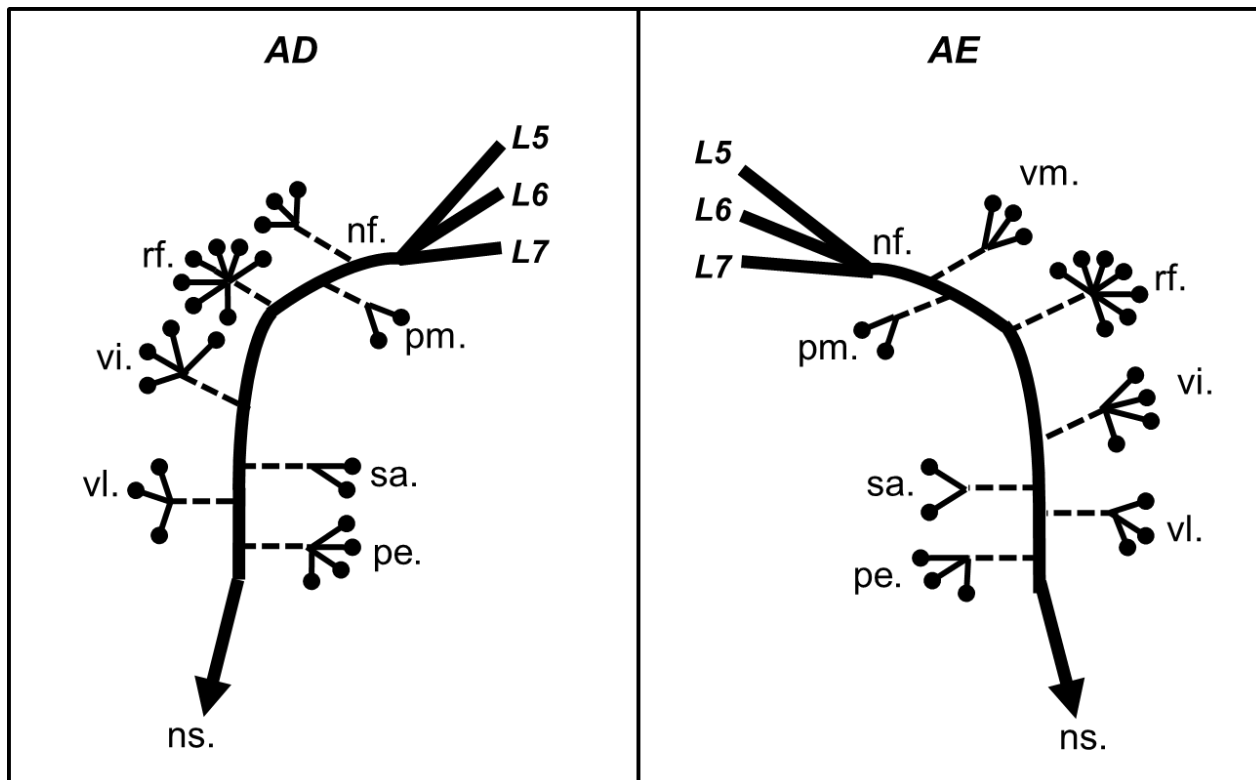 AD
L5
L6
L7
nf.
rf.
pm.
vi.
sa.
vl.
pe.
ns.
AE
L5
L6
L7
vm.
nf.
rf.
pm.
vi.
sa.
vl.
pe.
ns.